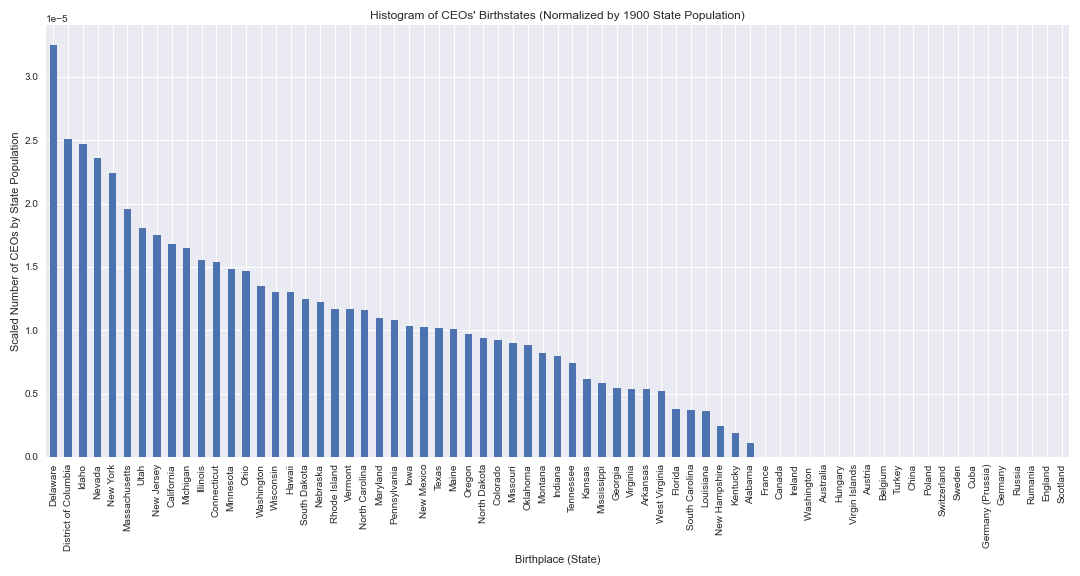 Histogram of CEOs' Birthstates (Normalized by 1900 State Population)
1e−5
Scaled Number of CEOs by State Population
3.0
2.5
2.0
1.5
1.0
0.5
0.0
Delaware
District of Columbia
Idaho
Nevada
New York
Massachusetts
Utah
New Jersey
California
Michigan
Illinois
Connecticut
Minnesota
Ohio
Washington
Wisconsin
Hawaii
South Dakota
Nebraska
Rhode Island
Vermont
North Carolina
Maryland
Pennsylvania
Iowa
New Mexico
Texas
Maine
Oregon
North Dakota
Colorado
Missouri
Oklahoma
Montana
Indiana
Tennessee
Kansas
Mississippi
Georgia
Virginia
Arkansas
West Virginia
Florida
South Carolina
Louisiana
New Hampshire
Kentucky
Alabama
France
Canada
Ireland
Washington
Australia
Hungary
Virgin Islands
Austria
Belgium
Turkey
China
Poland
Switzerland
Sweden
Cuba
Germany (Prussia)
Germany
Russia
Rumania
England
Scotland
Birthplace (State)